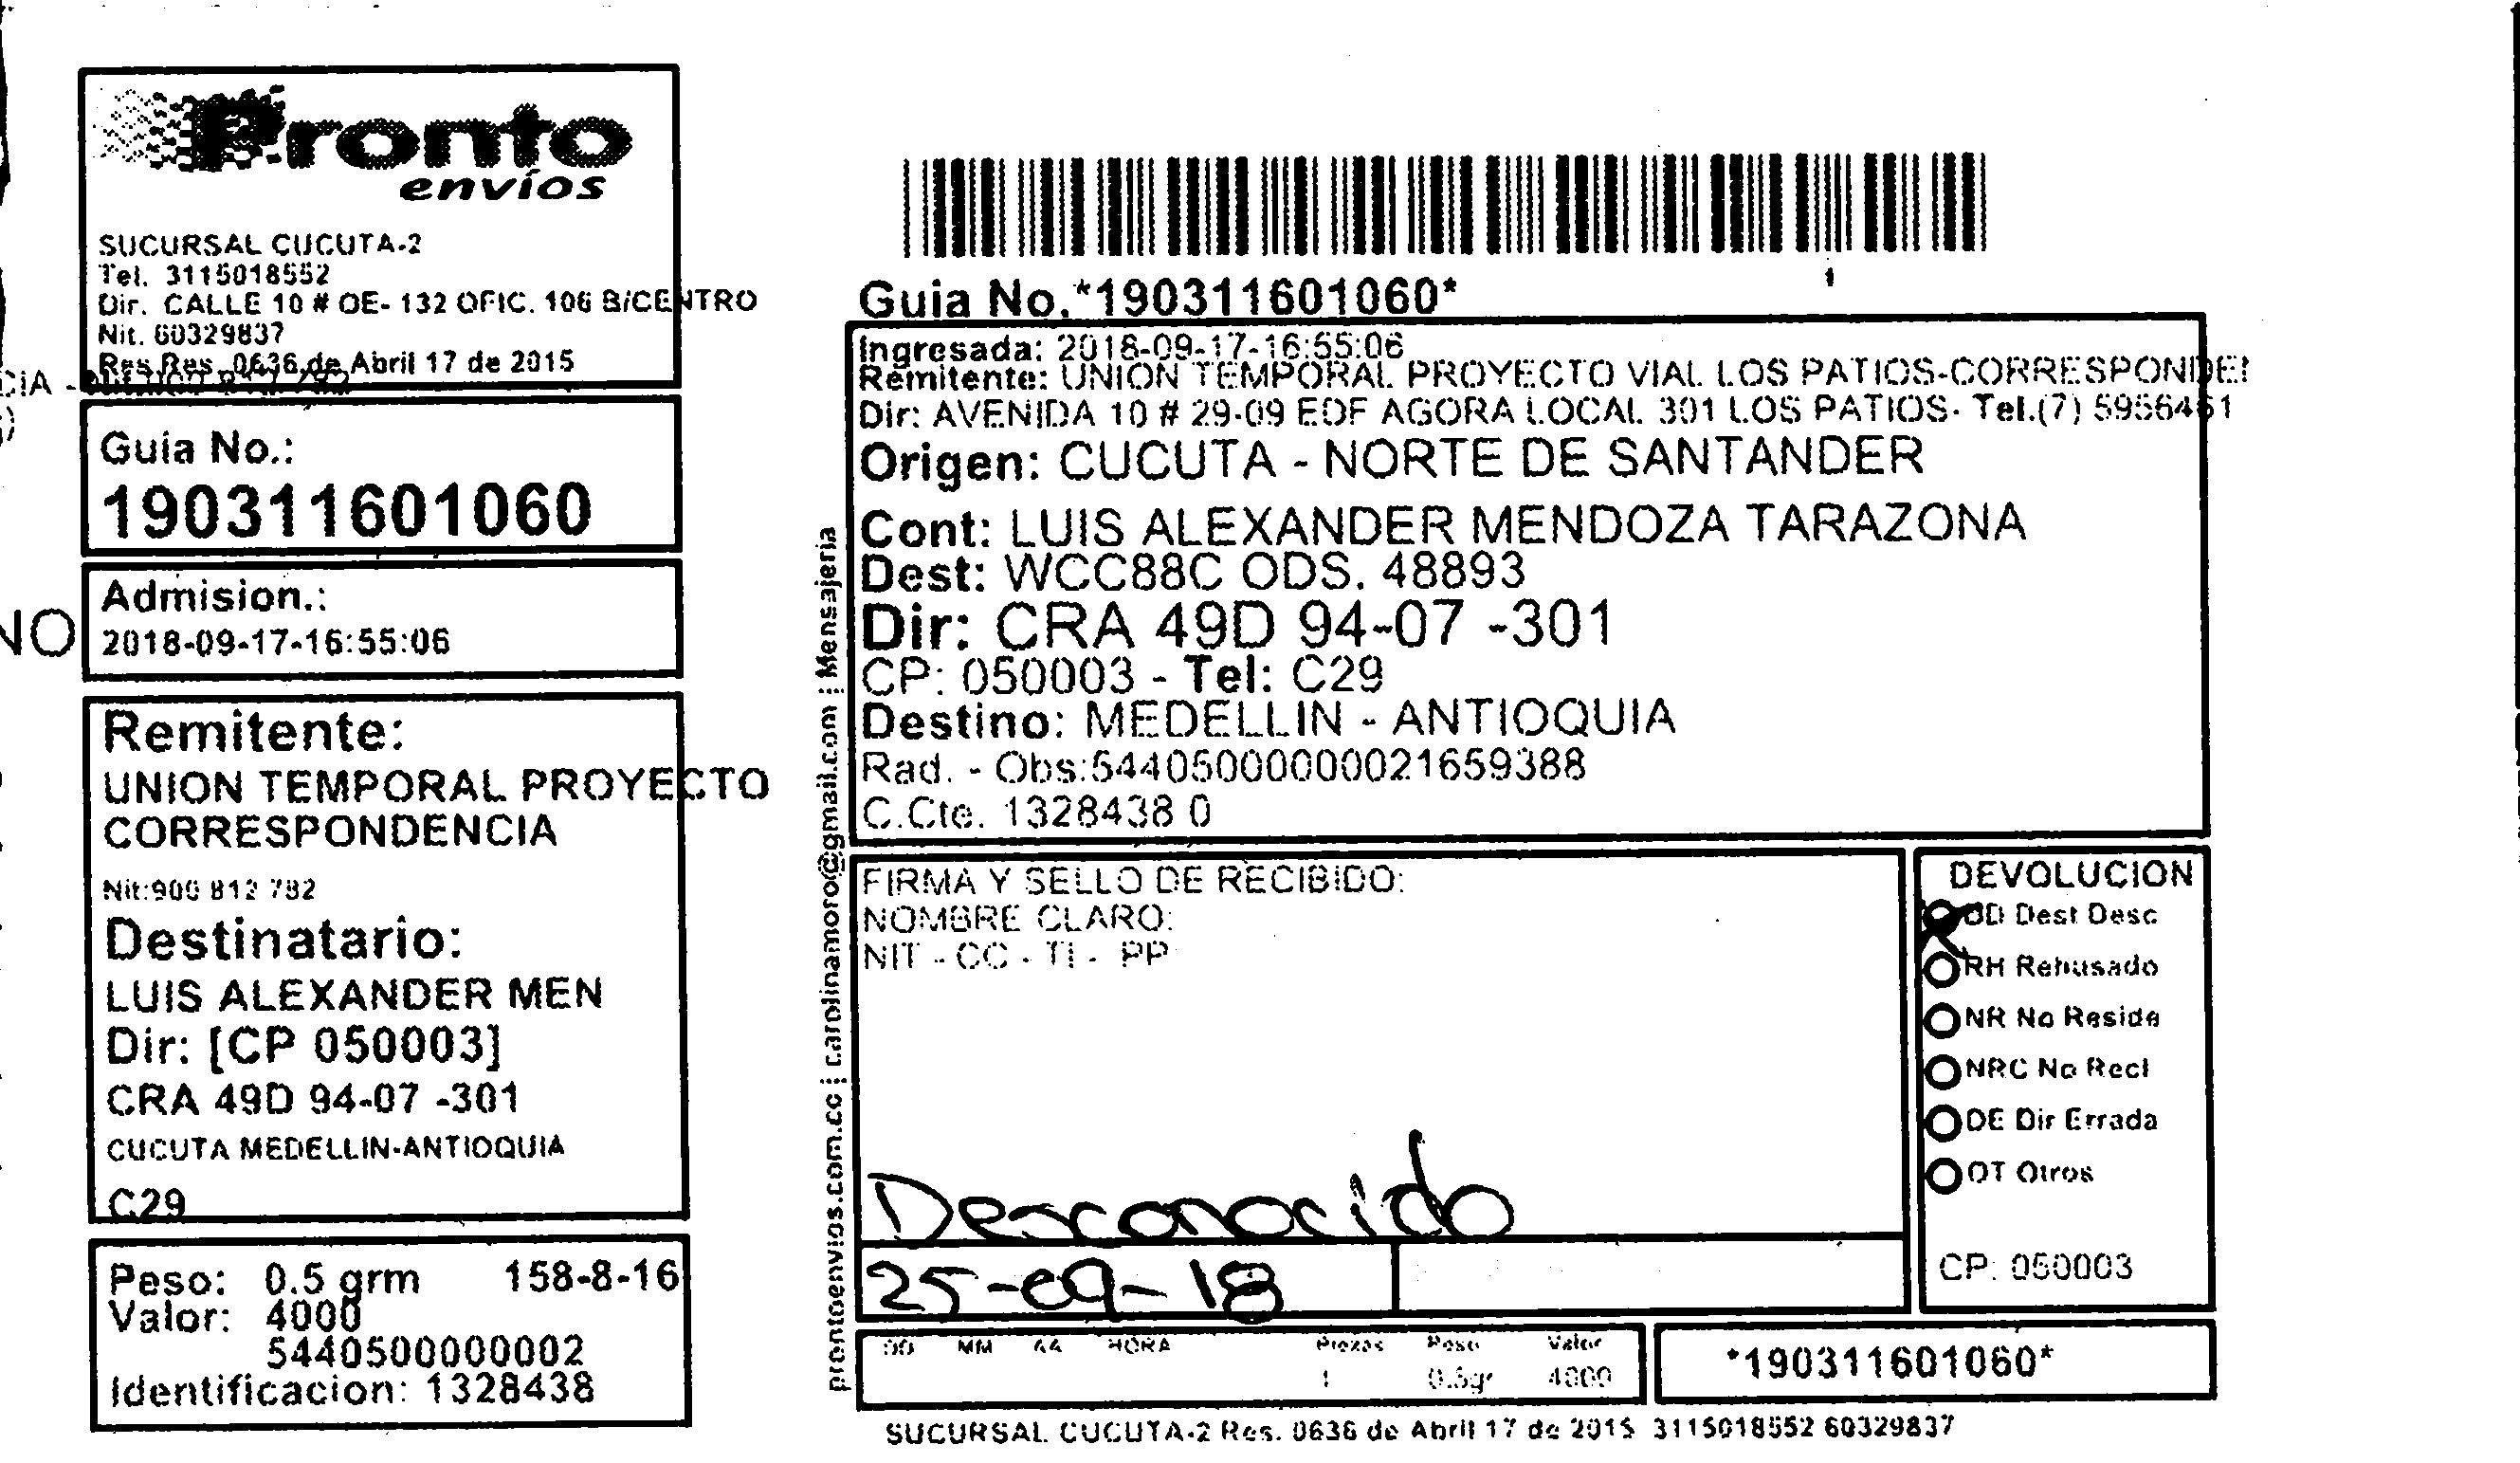 Pronto
envíos
SUCURSAL CUCUTA-2
Tel. 3115018552
Dir. CALLE 10 # OE- 132 OFIC. 106 B/CENTRO
Nit. 60329837
Res Res. 0636 de Abril 17 de 2015
Guia No.:
190311601060
Admision.:
2018-09-17-16:55:06
NO
Remitente:
UNION TEMPORAL PROYECTO
CORRESPONDENCIA
Nit:900 812 782
Destinatario:
LUIS ALEXANDER MEN
Dir: [CP 050003]
CRA 49D 94-07 -301
CUCUTA MEDELLIN-ANTIOQUIA
C29
Peso: 0.5 grm 158-8-16
Valor: 4000
5440500000002
Identificacion: 1328438
prontoenvios.com.co | carolinamoro@gmail.com | Mensajeria
Guia No.*190311601060*
Ingresada: 2018-09-17-16:55:06
Remitente: UNION TEMPORAL PROYECTO VIAL LOS PATIOS-CORRESPONDEN
Dir: AVENIDA 10 # 29-09 EDF AGORA LOCAL 301 LOS PATIOS- Tel.(7) 5956461
Origen: CUCUTA - NORTE DE SANTANDER
Cont: LUIS ALEXANDER MENDOZA TARAZONA
Dest: WCC88C ODS. 48893
Dir: CRA 49D 94-07 -301
CP: 050003 - Tel: C29
Destino: MEDELLIN - ANTIOQUIA
Rad. - Obs:544050000000021659388
C.Cte. 1328438 0
FIRMA Y SELLO DE RECIBIDO:
NOMBRE CLARO:
NIT - CC - TI - PP
Desconocido
25-09-18
DD MM AA HORA Piezas Peso Valor
1 0.5gr 4000
DEVOLUCION
DD Dest Desc
RH Rehusado
NR No Reside
NRC No Recl
DE Dir Errada
OT Otros
CP: 050003
*190311601060*
SUCURSAL CUCUTA-2 Res. 0636 de Abril 17 de 2015 3115018552 60329837